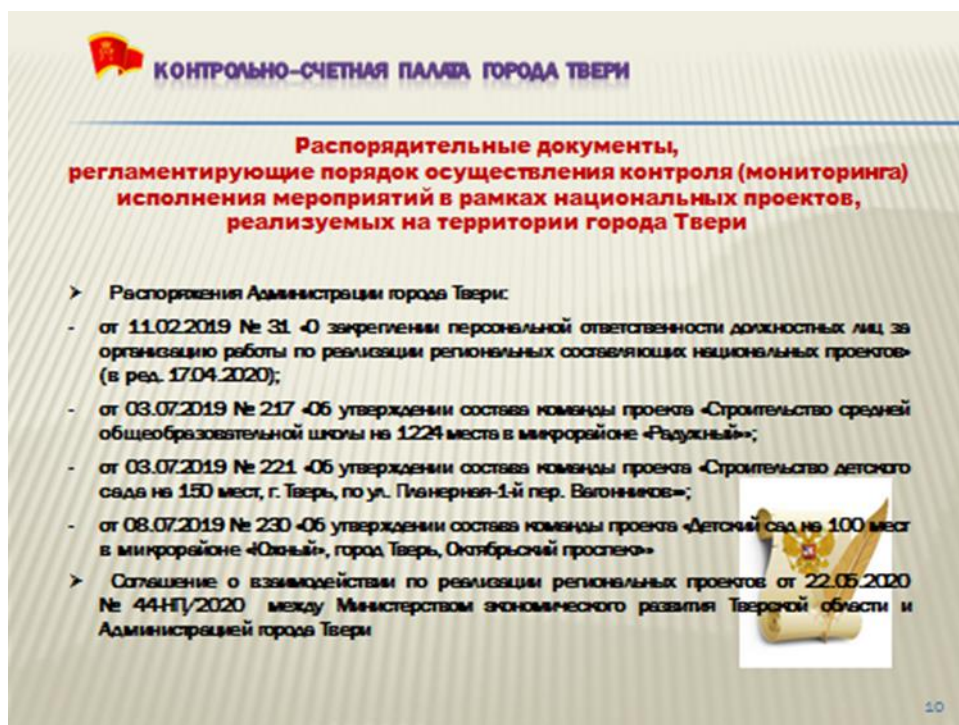 КОНТРОЛЬНО-СЧЕТНАЯ ПАЛАТА ГОРОДА ТВЕРИ
Распорядительные документы,
регламентирующие порядок осуществления контроля (мониторинга)
исполнения мероприятий в рамках национальных проектов,
реализуемых на территории города Твери
➤ Распоряжения Администрации города Твери:
- от 11.02.2019 № 31 «О закреплении персональной ответственности должностных лиц за
организацию работы по реализации региональных составляющих национальных проектов»
(в ред. 17.04.2020);
- от 03.07.2019 № 217 «Об утверждении состава команды проекта «Строительство средней
общеобразовательной школы на 1224 места в микрорайоне «Радужный»»;
- от 03.07.2019 № 221 «Об утверждении состава команды проекта «Строительство детского
сада на 150 мест, г. Тверь, по ул. Планерная-1-й пер. Вагонников»»;
- от 08.07.2019 № 230 «Об утверждении состава команды проекта «Детский сад на 100 мест
в микрорайоне «Южный», город Тверь, Октябрьский проспект»»
➤ Соглашение о взаимодействии по реализации региональных проектов от 22.05.2020
№ 44-НП/2020 между Министерством экономического развития Тверской области и
Администрацией города Твери
10